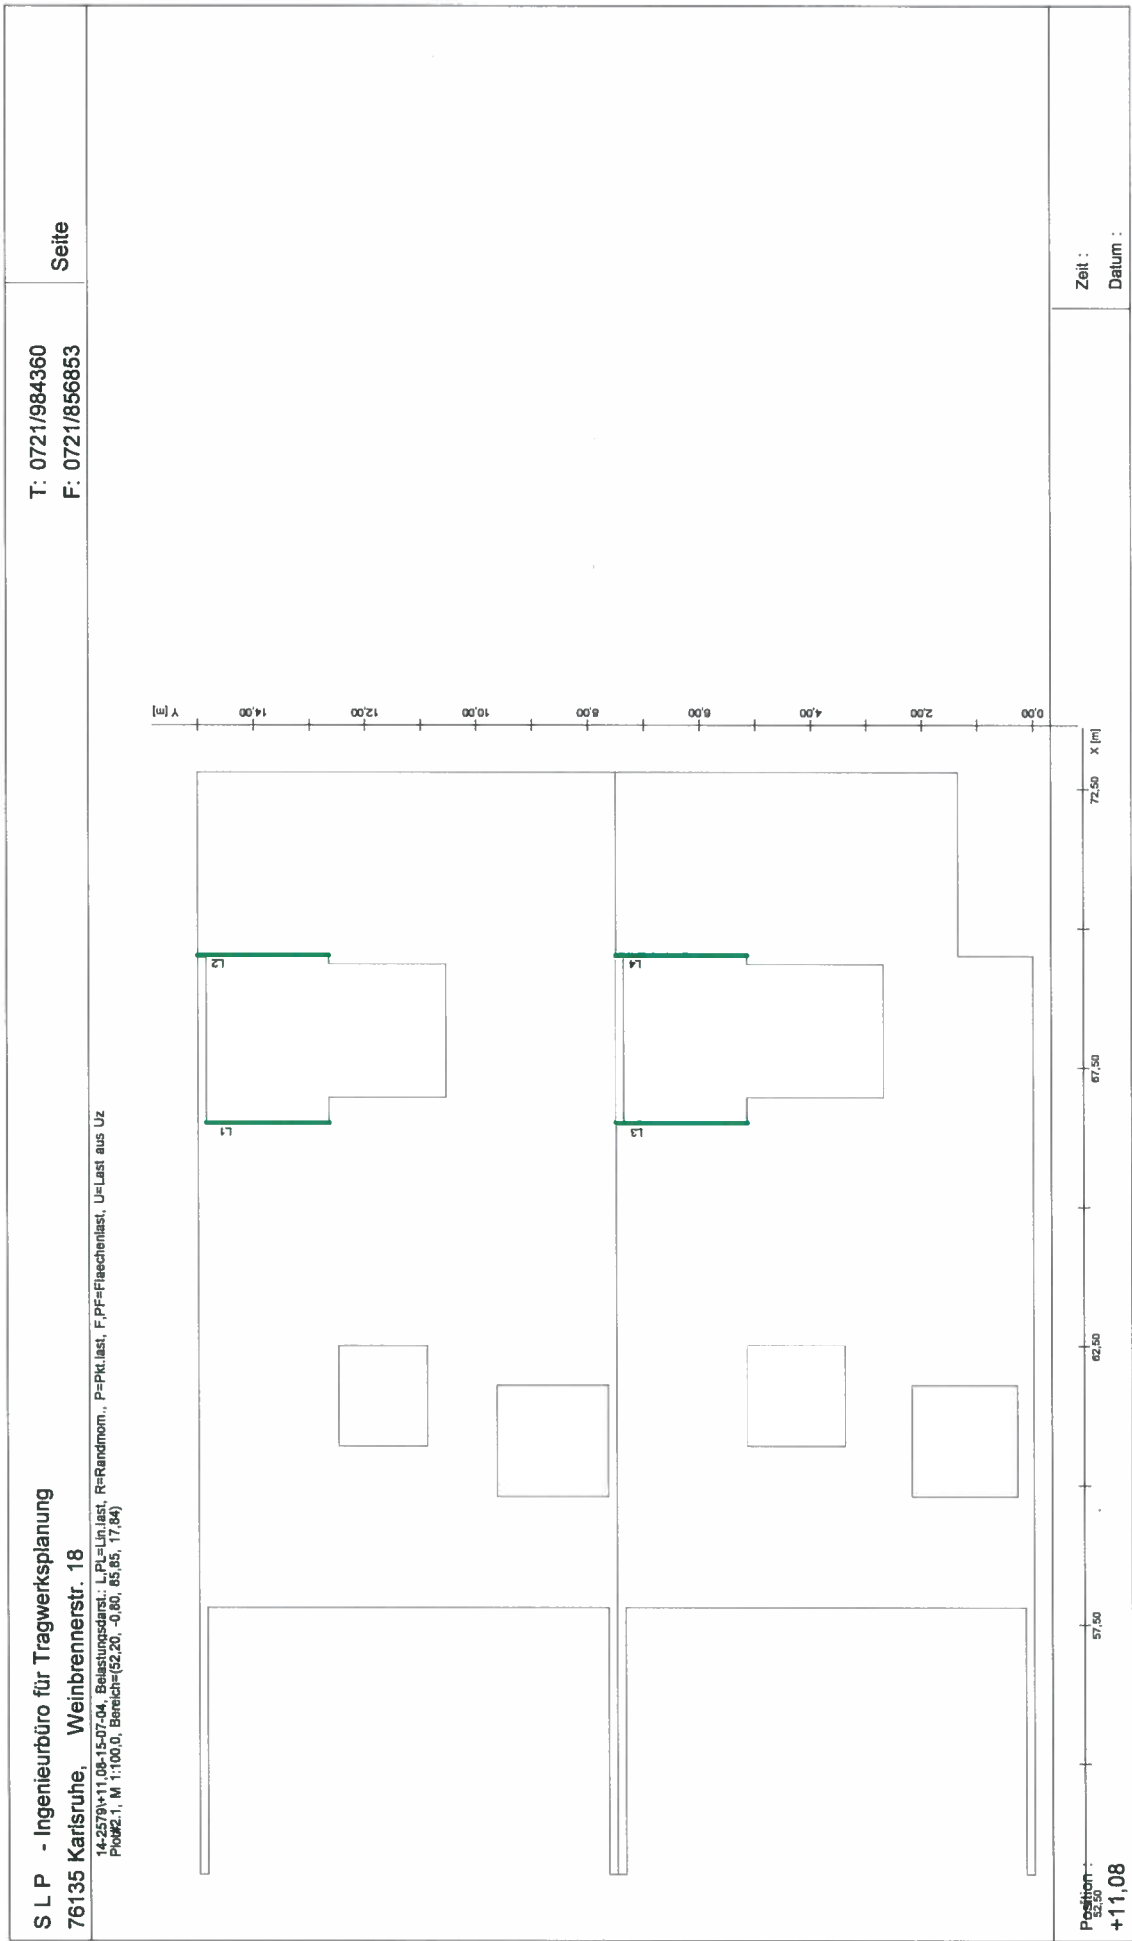 S L P - Ingenieurbüro für Tragwerksplanung
T: 0721/984360
76135 Karlsruhe, Weinbrennerstr. 18
F: 0721/856853
Seite
14-2579\+11,08-15-07-04, Belastungsdarst.: L,PL=Lin.last, R=Randmom., P=Pkt.last, F,PF=Flaechenlast, U=Last aus Uz
Plot#2.1, M 1:100,0, Bereich=(52,20, -0,80, 85,85, 17,84)
Y [m]
14,00
12,00
10,00
8,00
6,00
4,00
2,00
0,00
L1
L2
L3
L4
52,50
57,50
62,50
67,50
72,50
X [m]
Position :
+11,08
Zeit :
Datum :